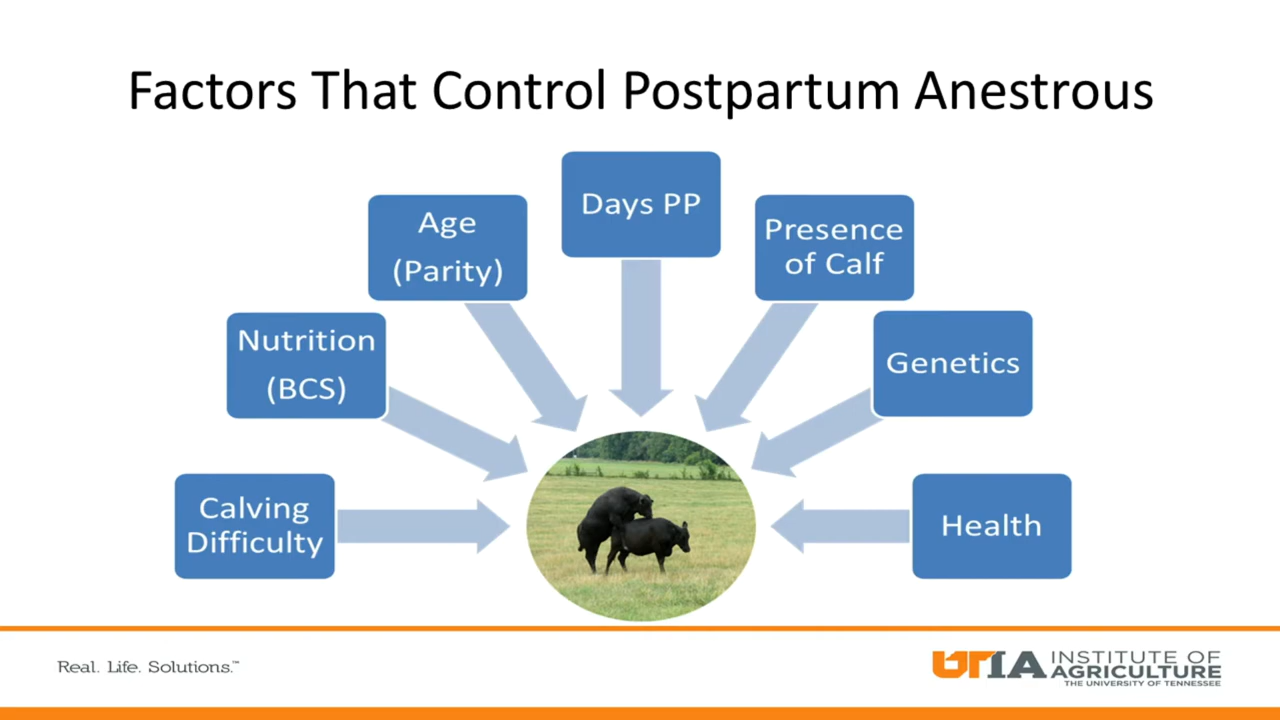 Factors That Control Postpartum Anestrous
Calving
Difficulty
Nutrition
(BCS)
Age
(Parity)
Days PP
Presence
of Calf
Genetics
Health
Real. Life. Solutions.™
UTIA INSTITUTE OF
AGRICULTURE
THE UNIVERSITY OF TENNESSEE